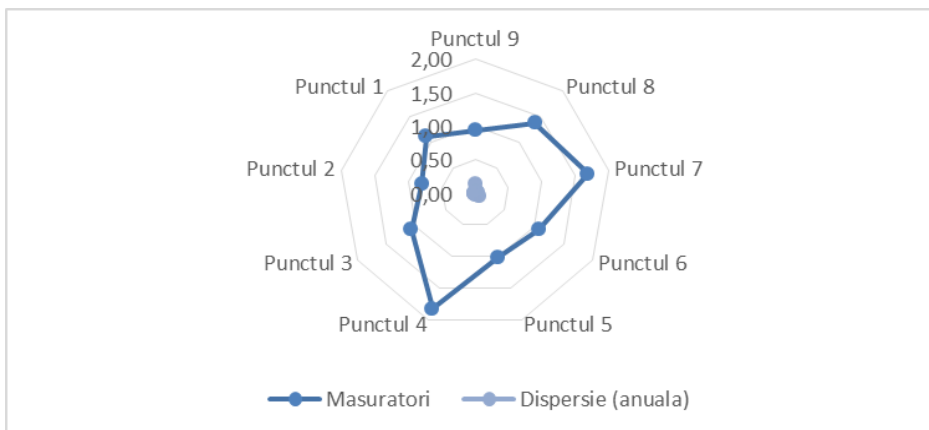 Punctul 9
2,00
Punctul 1
Punctul 8
1,50
1,00
Punctul 2
Punctul 7
0,50
0,00
Punctul 3
Punctul 6
Punctul 4
Punctul 5
Masuratori
Dispersie (anuala)